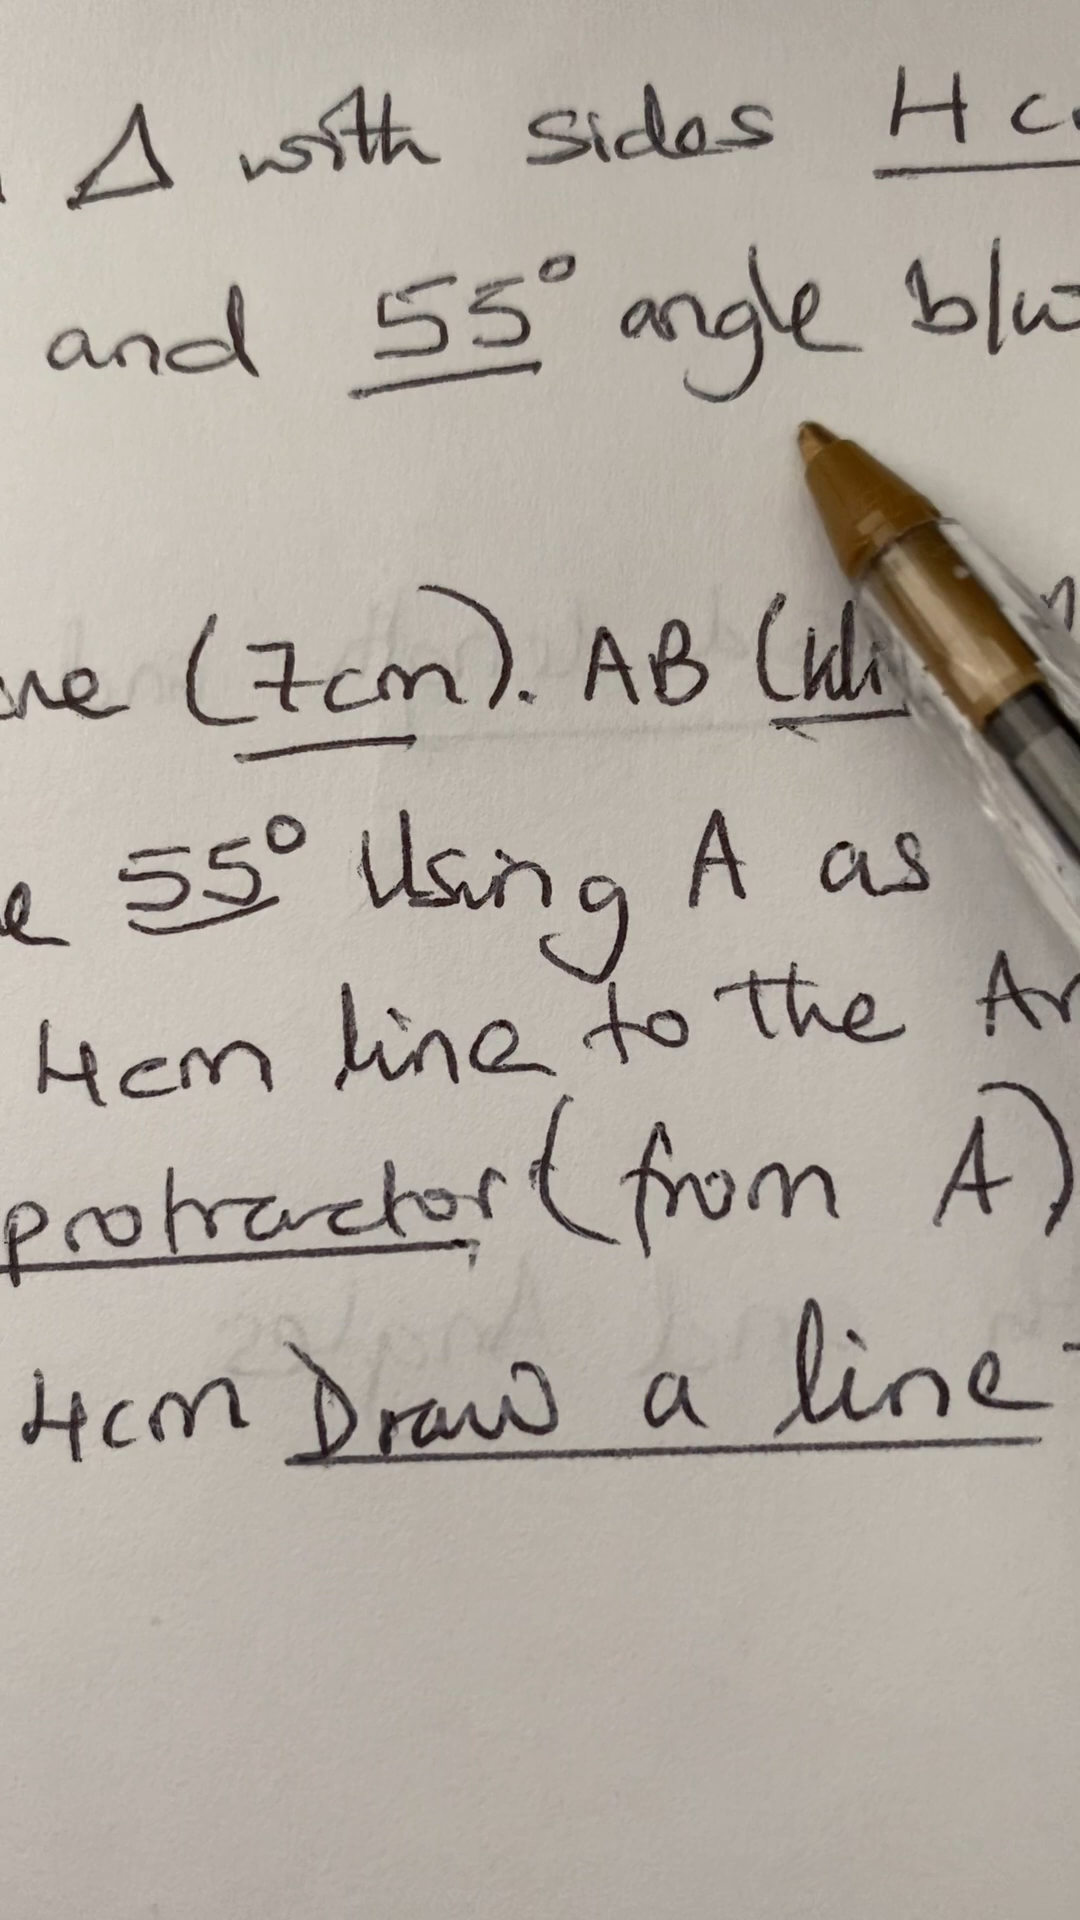 Δ with sides 4 c
and 55° angle b/w
(7cm). AB
55° Using A as
4cm line to the
protractor (from A)
4cm Draw a line